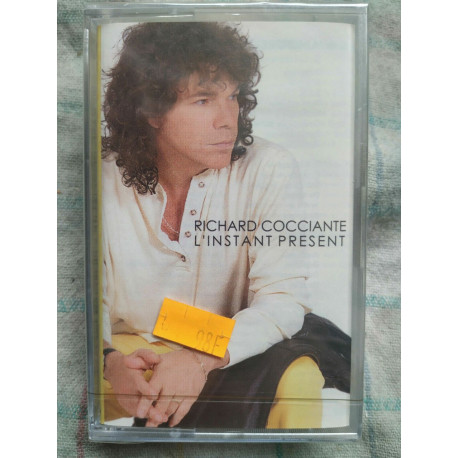 RICHARD COCCIANTE
L'INSTANT PRESENT